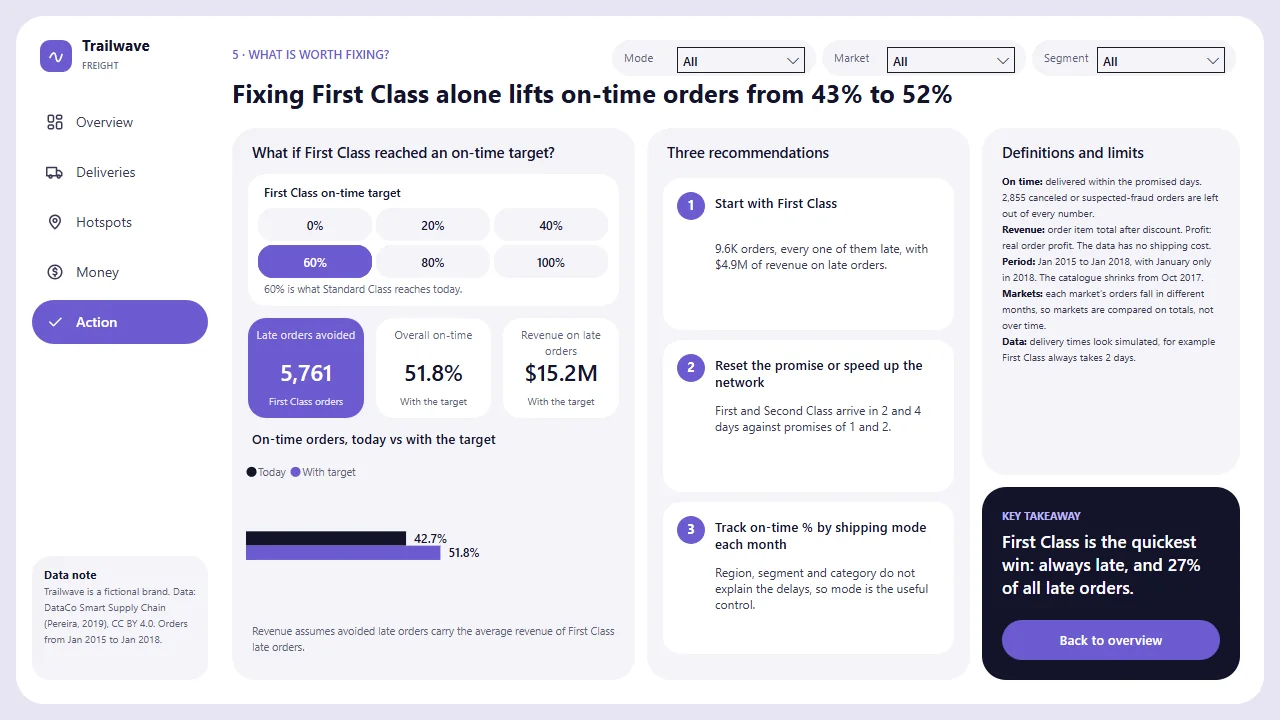 Trailwave
FREIGHT
Overview
Deliveries
Hotspots
Money
Action
Data note
Trailwave is a fictional brand. Data:
DataCo Smart Supply Chain
(Pereira, 2019), CC BY 4.0. Orders
from Jan 2015 to Jan 2018.
5 · WHAT IS WORTH FIXING?
Mode
All
Market
All
Segment
All
Fixing First Class alone lifts on-time orders from 43% to 52%
What if First Class reached an on-time target?
First Class on-time target
0%
20%
40%
60%
80%
100%
60% is what Standard Class reaches today.
Late orders avoided
5,761
First Class orders
Overall on-time
51.8%
With the target
Revenue on late
orders
$15.2M
With the target
On-time orders, today vs with the target
Today
With target
42.7%
51.8%
Revenue assumes avoided late orders carry the average revenue of First Class
late orders.
Three recommendations
1
Start with First Class
9.6K orders, every one of them late, with
$4.9M of revenue on late orders.
2
Reset the promise or speed up the
network
First and Second Class arrive in 2 and 4
days against promises of 1 and 2.
3
Track on-time % by shipping mode
each month
Region, segment and category do not
explain the delays, so mode is the useful
control.
Definitions and limits
On time: delivered within the promised days.
2,855 canceled or suspected-fraud orders are left
out of every number.
Revenue: order item total after discount. Profit:
real order profit. The data has no shipping cost.
Period: Jan 2015 to Jan 2018, with January only
in 2018. The catalogue shrinks from Oct 2017.
Markets: each market's orders fall in different
months, so markets are compared on totals, not
over time.
Data: delivery times look simulated, for example
First Class always takes 2 days.
KEY TAKEAWAY
First Class is the quickest
win: always late, and 27%
of all late orders.
Back to overview